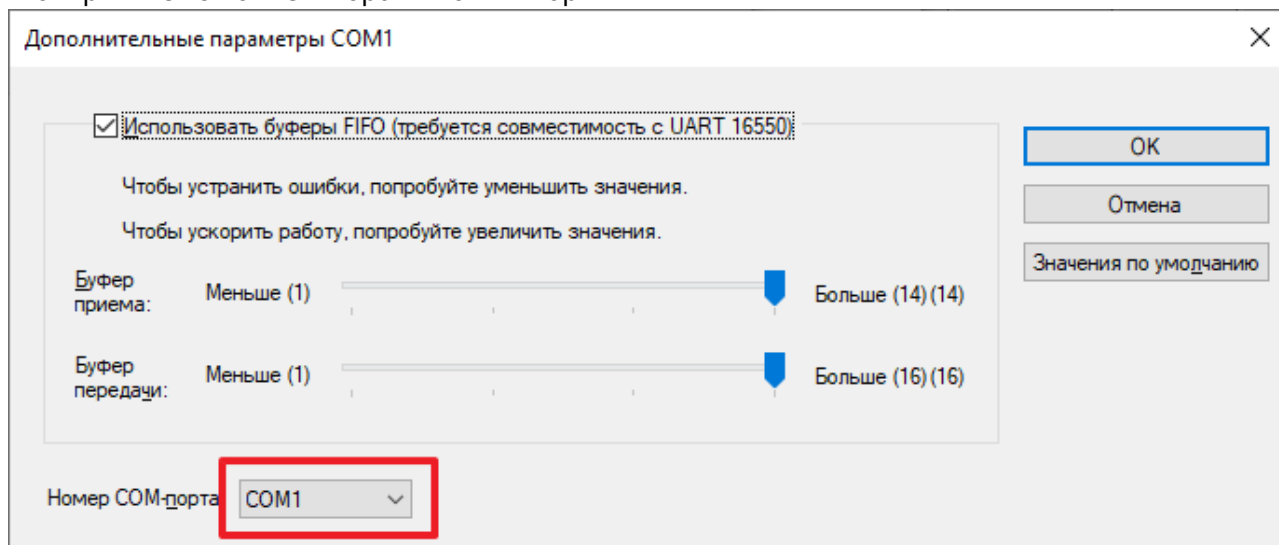 Дополнительные параметры COM1
Использовать буферы FIFO (требуется совместимость с UART 16550)
OK
Чтобы устранить ошибки, попробуйте уменьшить значения.
Отмена
Чтобы ускорить работу, попробуйте увеличить значения.
Значения по умолчанию
Буфер
приема:
Меньше (1)
Больше (14) (14)
Буфер
передачи:
Меньше (1)
Больше (16) (16)
Номер COM-порта
COM1